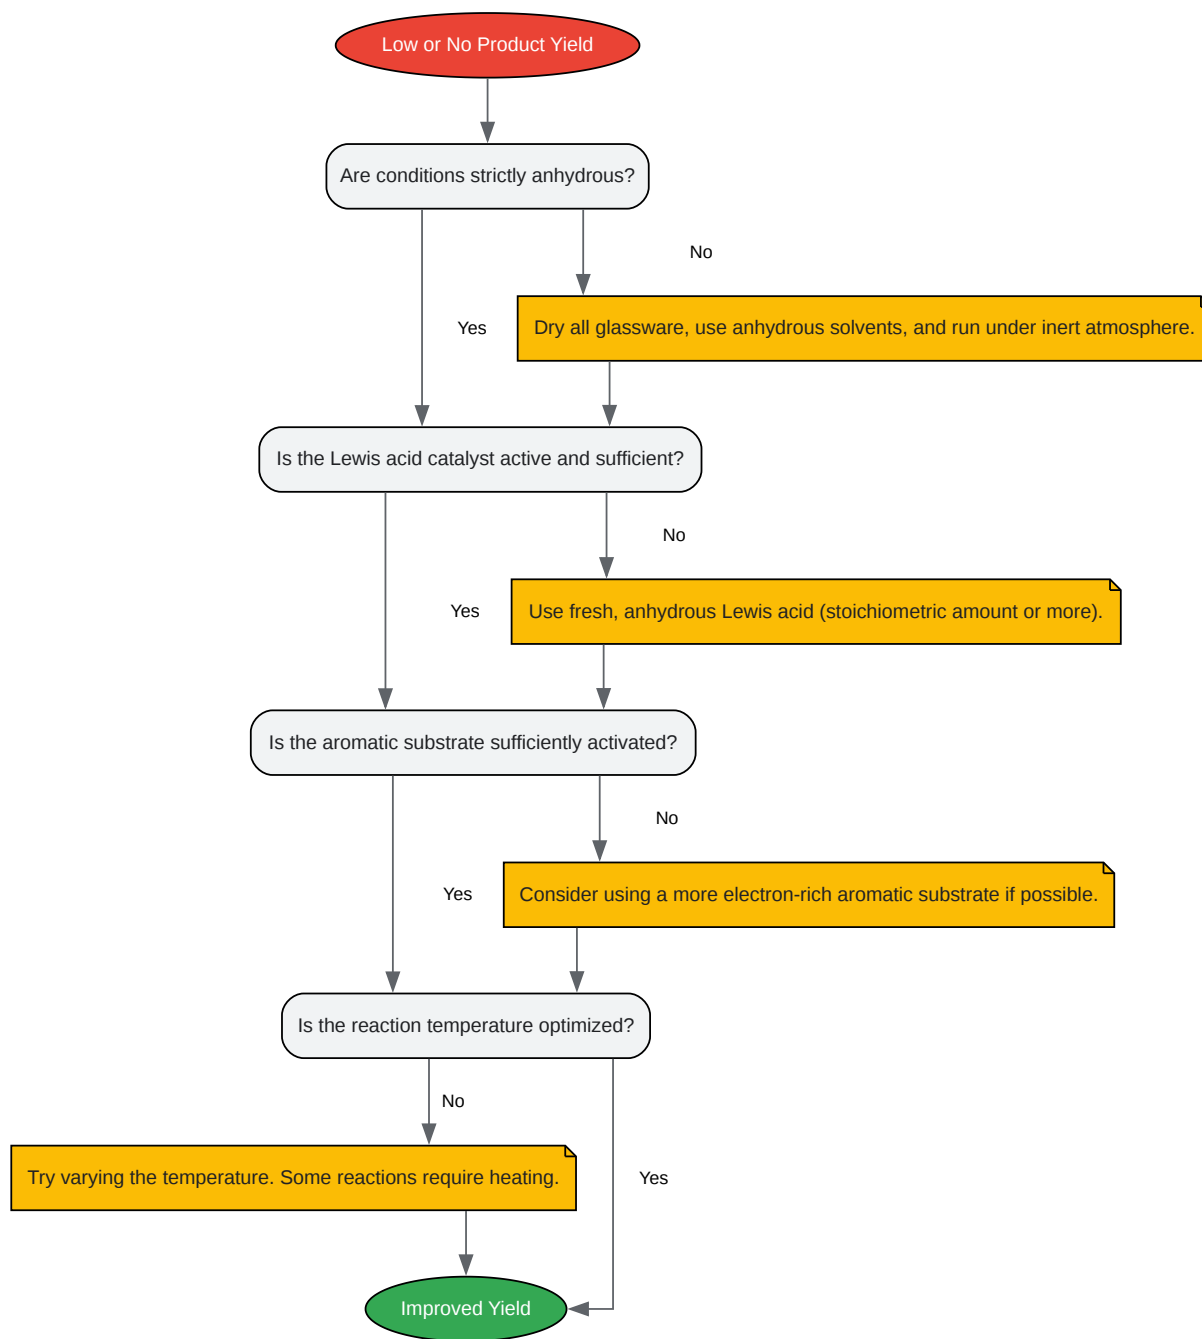 Low or No Product Yield
Are conditions strictly anhydrous?
No
Yes
Dry all glassware, use anhydrous solvents, and run under inert atmosphere.
Is the Lewis acid catalyst active and sufficient?
No
Yes
Use fresh, anhydrous Lewis acid (stoichiometric amount or more).
Is the aromatic substrate sufficiently activated?
No
Yes
Consider using a more electron-rich aromatic substrate if possible.
Is the reaction temperature optimized?
No
Try varying the temperature. Some reactions require heating.
Yes
Improved Yield